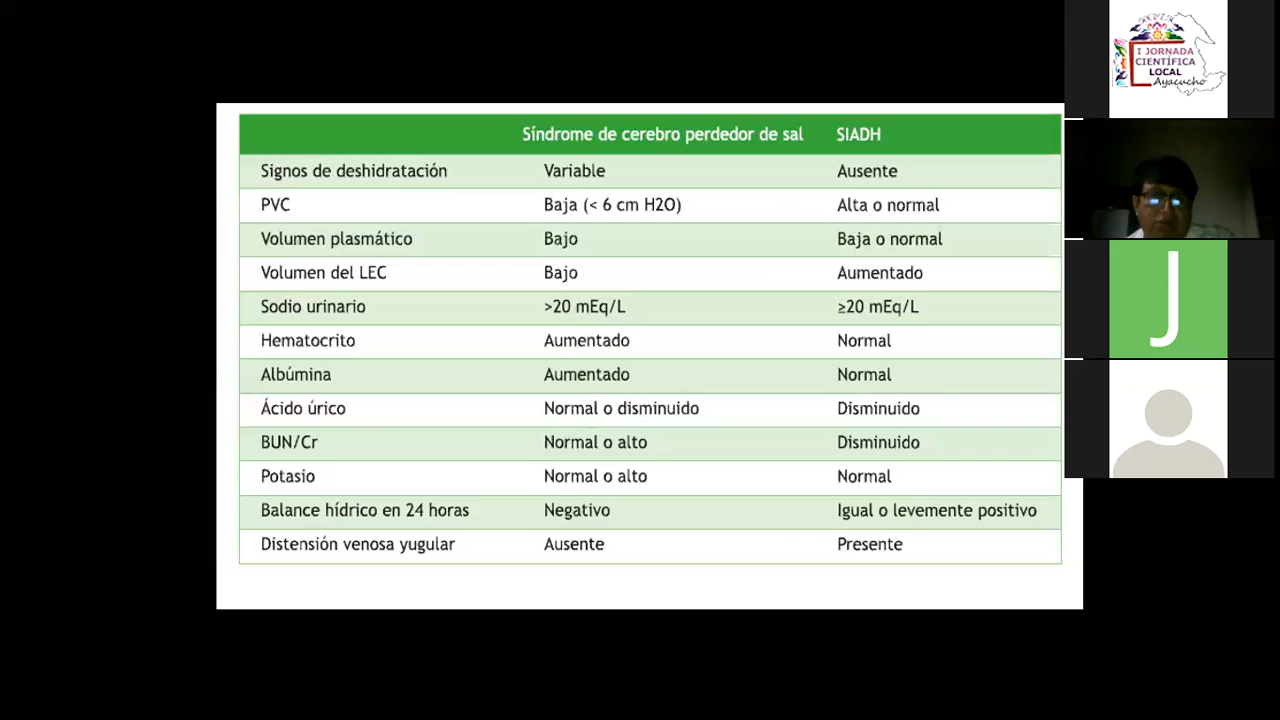 Síndrome de cerebro perdedor de sal SIADH
Signos de deshidratación Variable Ausente
PVC Baja (< 6 cm H2O) Alta o normal
Volumen plasmático Bajo Baja o normal
Volumen del LEC Bajo Aumentado
Sodio urinario >20 mEq/L ≥20 mEq/L
Hematocrito Aumentado Normal
Albúmina Aumentado Normal
Ácido úrico Normal o disminuido Disminuido
BUN/Cr Normal o alto Disminuido
Potasio Normal o alto Normal
Balance hídrico en 24 horas Negativo Igual o levemente positivo
Distensión venosa yugular Ausente Presente
I JORNADA
CIENTÍFICA
LOCAL
Ayacucho
J